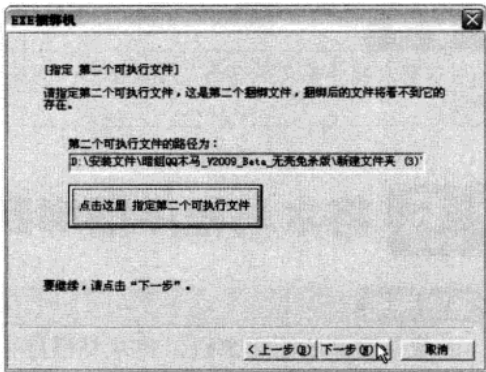 EXE捆绑机
[指定 第二个可执行文件]
请指定第二个可执行文件，这是第二个捆绑文件，捆绑后的文件将看不到它的
存在。
第二个可执行文件的路径为：
D:\安装文件\暗组QQ木马_V2009_Beta_无壳免杀版\新建文件夹 (3)\
点击这里 指定第二个可执行文件
要继续，请点击“下一步”。
<上一步(B) 下一步(N) 取消